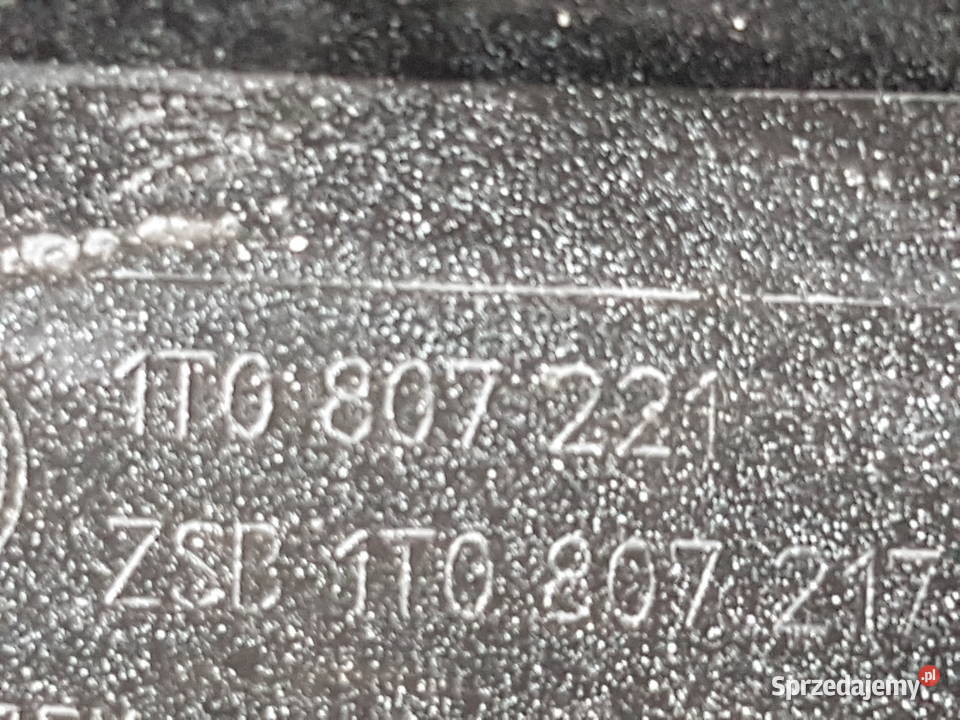 1T0 807 221
ZSB 1T0 807 217
Sprzedajemy.pl